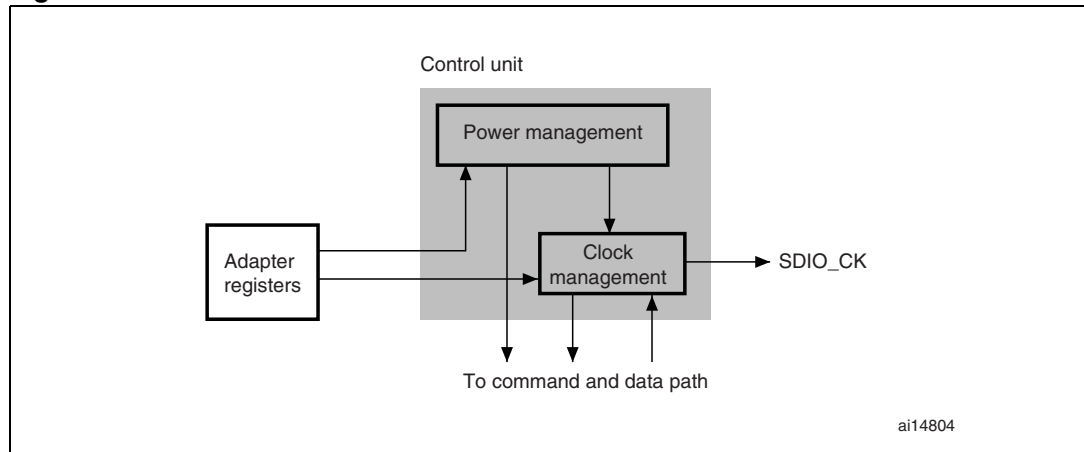 Control unit
Power management
Adapter
registers
Clock
management
SDIO_CK
To command and data path
ai14804